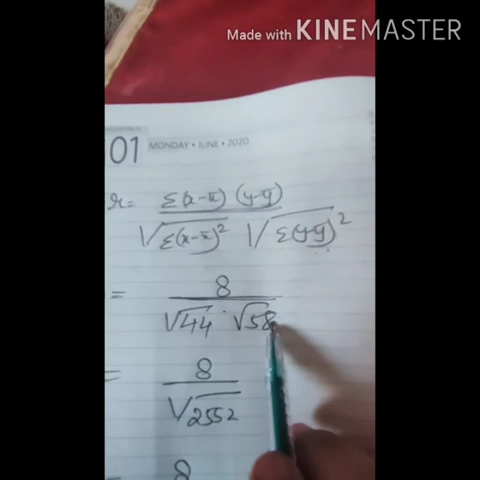 Made with KINEMASTER
01 MONDAY • JUNE • 2020
r = Σ(x-x̄) (y-ȳ)
√Σ(x-x̄)² √Σ(y-ȳ)²
= 8
√44 · √58
= 8
√2552
= 8